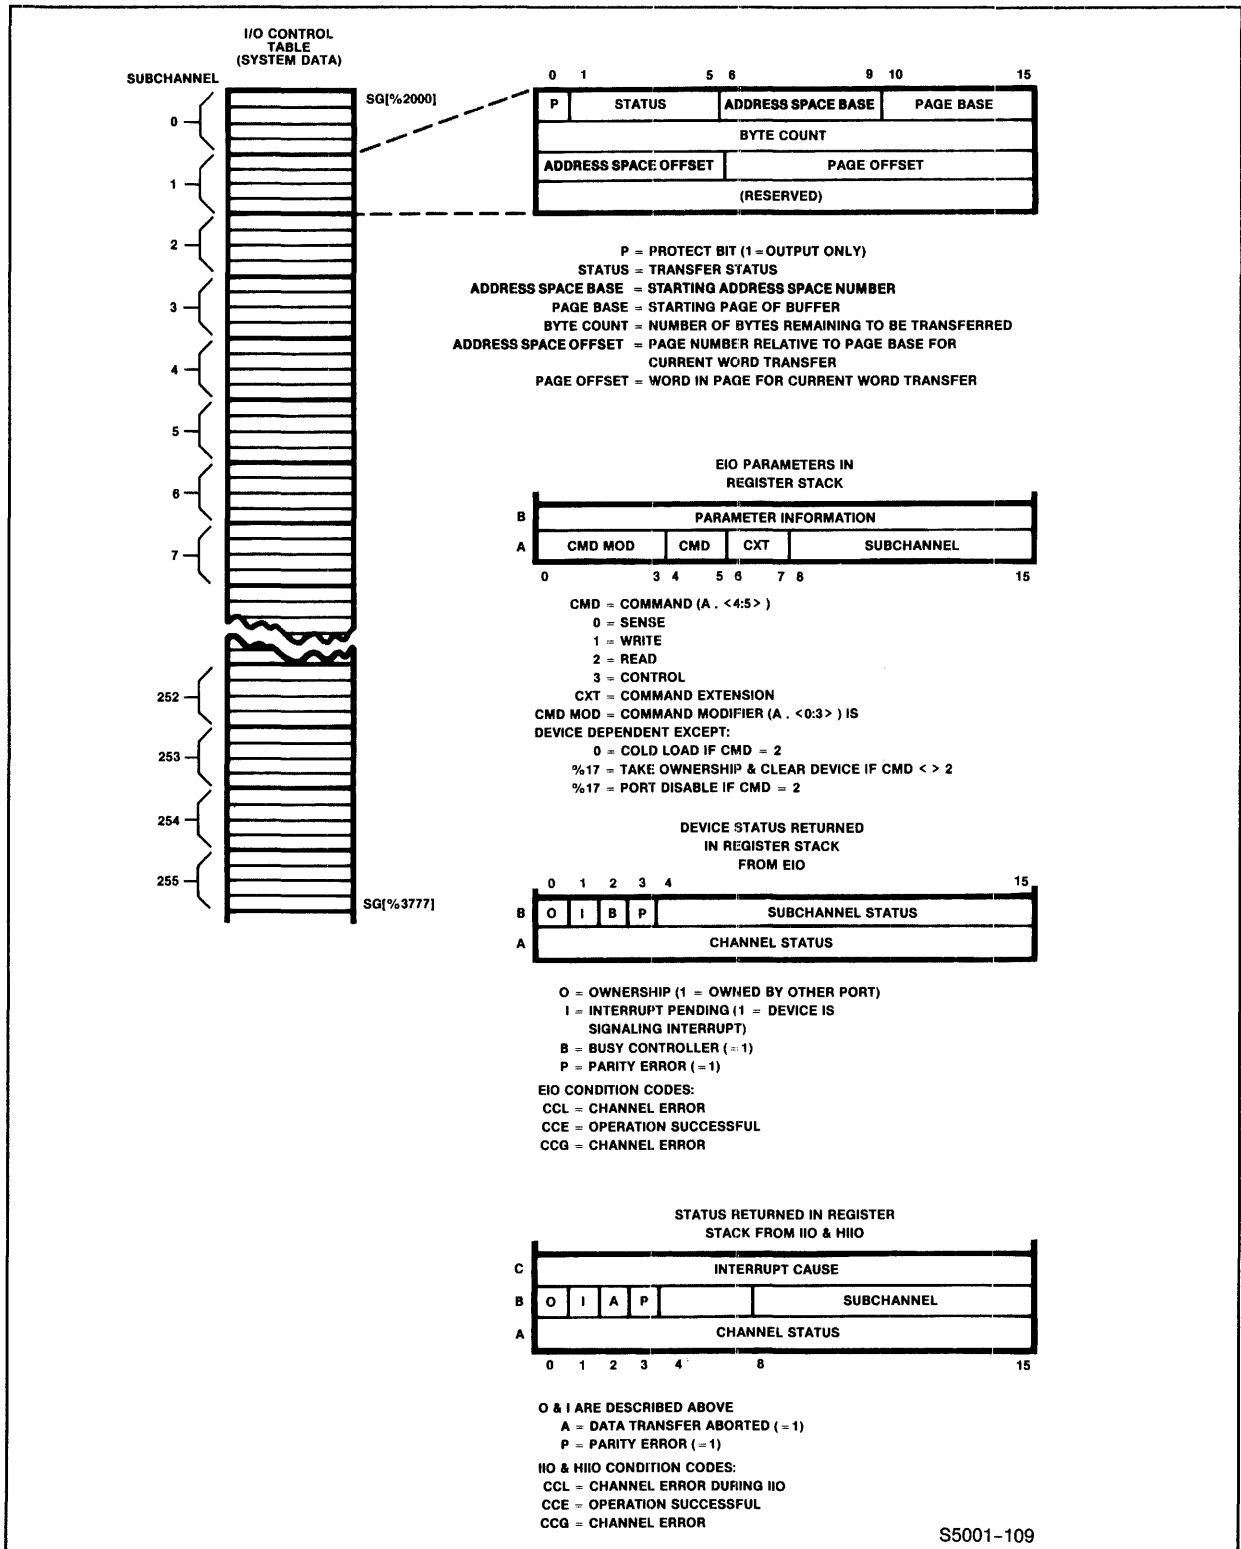 I/O CONTROL
TABLE
(SYSTEM DATA)
SUBCHANNEL
SG[%2000]
0
1
2
3
4
5
6
7
252
253
254
255
SG[%3777]
0 1 5 6 9 10 15
P STATUS ADDRESS SPACE BASE PAGE BASE
BYTE COUNT
ADDRESS SPACE OFFSET PAGE OFFSET
(RESERVED)
P = PROTECT BIT (1 = OUTPUT ONLY)
STATUS = TRANSFER STATUS
ADDRESS SPACE BASE = STARTING ADDRESS SPACE NUMBER
PAGE BASE = STARTING PAGE OF BUFFER
BYTE COUNT = NUMBER OF BYTES REMAINING TO BE TRANSFERRED
ADDRESS SPACE OFFSET = PAGE NUMBER RELATIVE TO PAGE BASE FOR
CURRENT WORD TRANSFER
PAGE OFFSET = WORD IN PAGE FOR CURRENT WORD TRANSFER
EIO PARAMETERS IN
REGISTER STACK
B PARAMETER INFORMATION
A CMD MOD CMD CXT SUBCHANNEL
0 3 4 5 6 7 8 15
CMD = COMMAND (A . <4:5> )
0 = SENSE
1 = WRITE
2 = READ
3 = CONTROL
CXT = COMMAND EXTENSION
CMD MOD = COMMAND MODIFIER (A . <0:3> ) IS
DEVICE DEPENDENT EXCEPT:
0 = COLD LOAD IF CMD = 2
%17 = TAKE OWNERSHIP & CLEAR DEVICE IF CMD < > 2
%17 = PORT DISABLE IF CMD = 2
DEVICE STATUS RETURNED
IN REGISTER STACK
FROM EIO
0 1 2 3 4 15
B O I B P SUBCHANNEL STATUS
A CHANNEL STATUS
O = OWNERSHIP (1 = OWNED BY OTHER PORT)
I = INTERRUPT PENDING (1 = DEVICE IS
SIGNALING INTERRUPT)
B = BUSY CONTROLLER (=1)
P = PARITY ERROR (=1)
EIO CONDITION CODES:
CCL = CHANNEL ERROR
CCE = OPERATION SUCCESSFUL
CCG = CHANNEL ERROR
STATUS RETURNED IN REGISTER
STACK FROM IIO & HIIO
C INTERRUPT CAUSE
B O I A P SUBCHANNEL
A CHANNEL STATUS
0 1 2 3 4 8 15
O & I ARE DESCRIBED ABOVE
A = DATA TRANSFER ABORTED (=1)
P = PARITY ERROR (=1)
IIO & HIIO CONDITION CODES:
CCL = CHANNEL ERROR DURING IIO
CCE = OPERATION SUCCESSFUL
CCG = CHANNEL ERROR
S5001-109